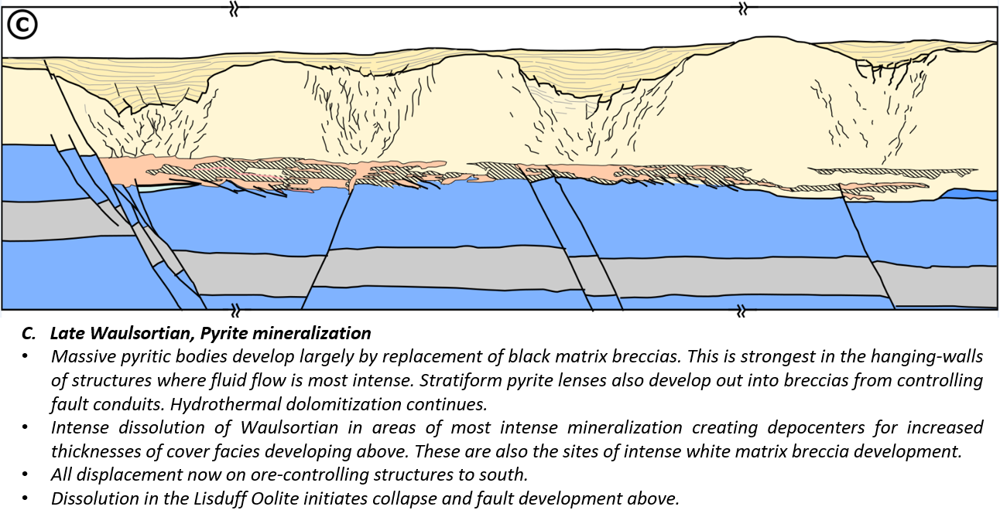 C
C. Late Waulsortian, Pyrite mineralization
• Massive pyritic bodies develop largely by replacement of black matrix breccias. This is strongest in the hanging-walls
of structures where fluid flow is most intense. Stratiform pyrite lenses also develop out into breccias from controlling
fault conduits. Hydrothermal dolomitization continues.
• Intense dissolution of Waulsortian in areas of most intense mineralization creating depocenters for increased
thicknesses of cover facies developing above. These are also the sites of intense white matrix breccia development.
• All displacement now on ore-controlling structures to south.
• Dissolution in the Lisduff Oolite initiates collapse and fault development above.